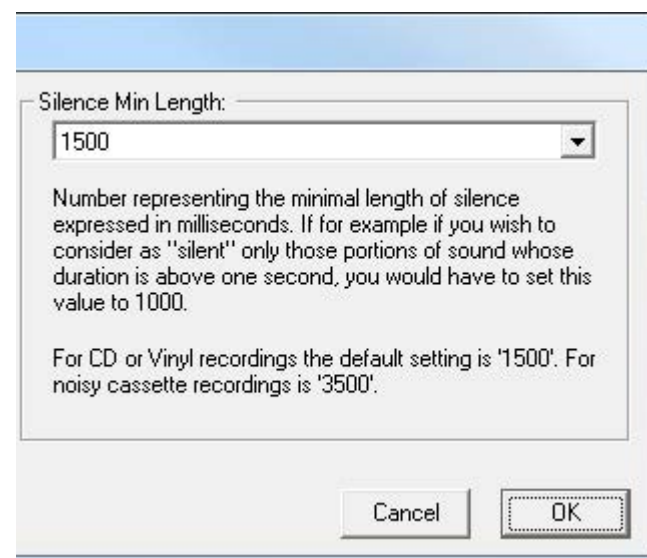 Silence Min Length:
1500
Number representing the minimal length of silence
expressed in milliseconds. If for example if you wish to
consider as "silent" only those portions of sound whose
duration is above one second, you would have to set this
value to 1000.
For CD or Vinyl recordings the default setting is '1500'. For
noisy cassette recordings is '3500'.
Cancel OK